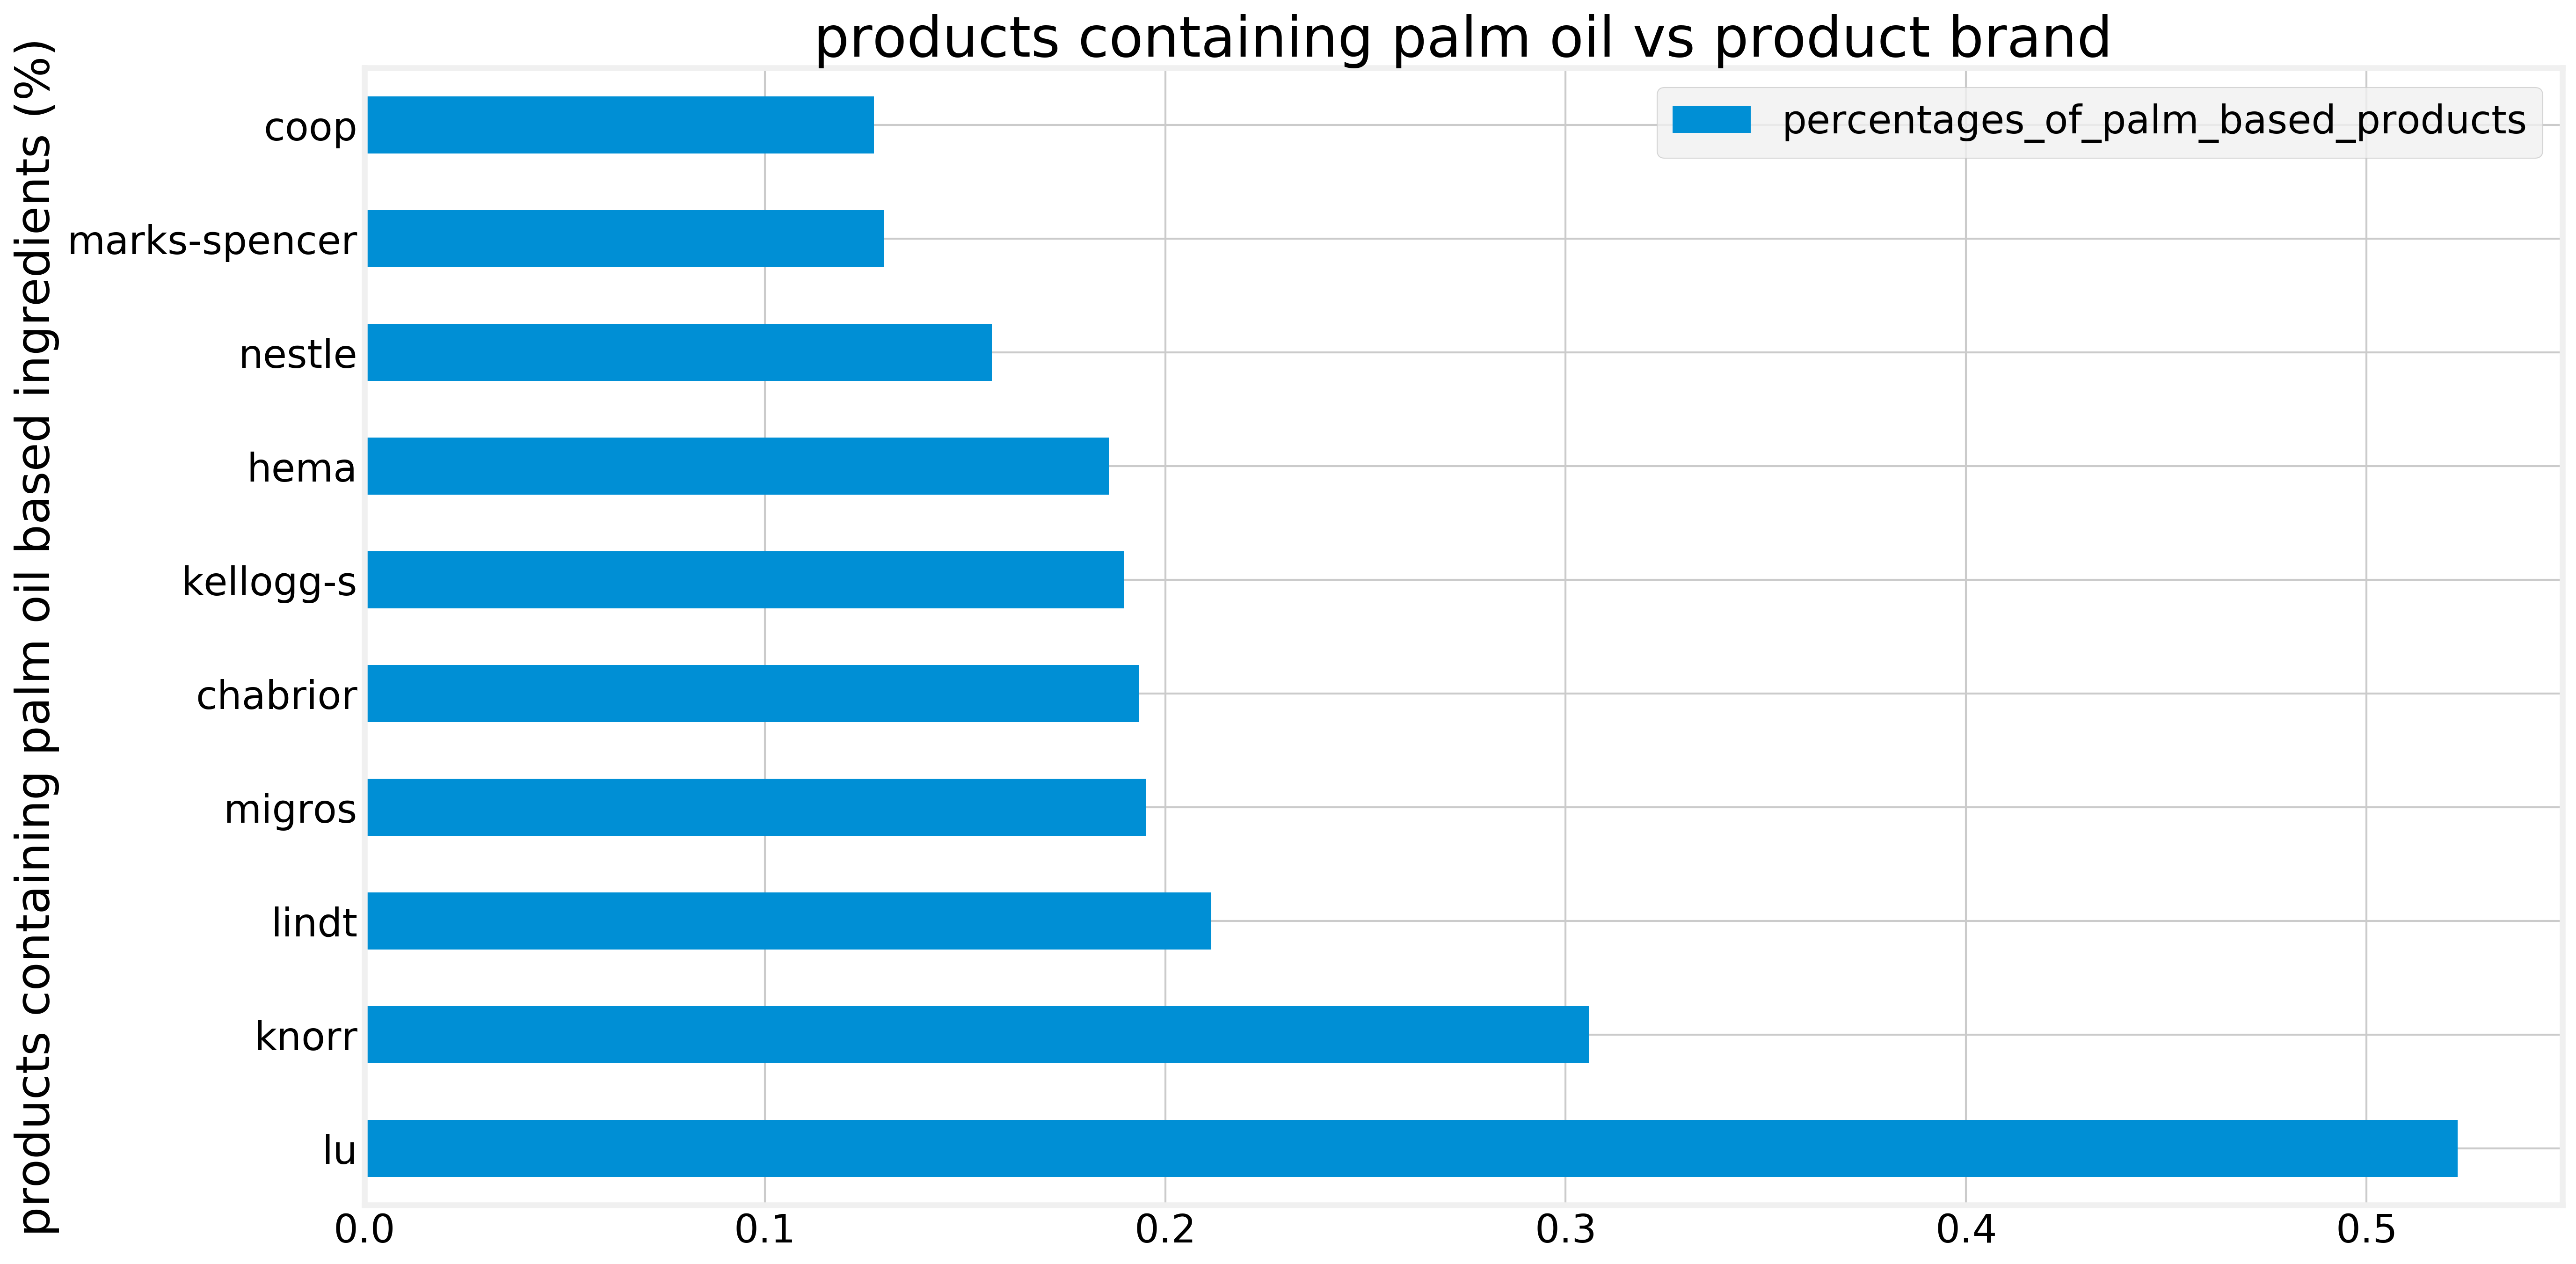 products containing palm oil vs product brand
percentages_of_palm_based_products
products containing palm oil based ingredients (%)
coop
marks-spencer
nestle
hema
kellogg-s
chabrior
migros
lindt
knorr
lu
0.0 0.1 0.2 0.3 0.4 0.5